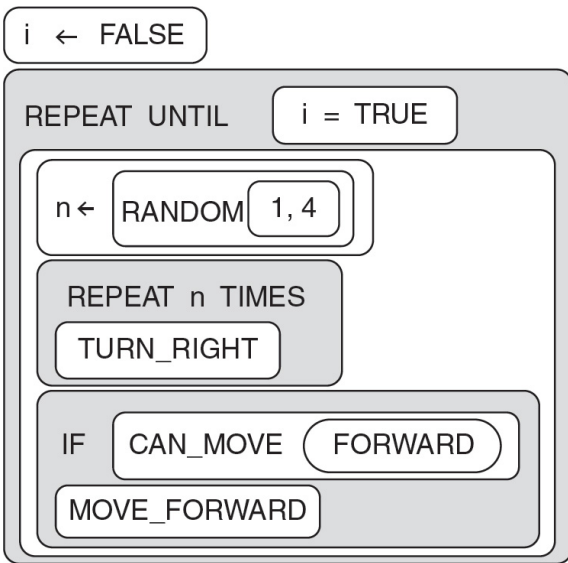 i ← FALSE
REPEAT UNTIL i = TRUE
n ← RANDOM 1, 4
REPEAT n TIMES
TURN_RIGHT
IF CAN_MOVE FORWARD
MOVE_FORWARD